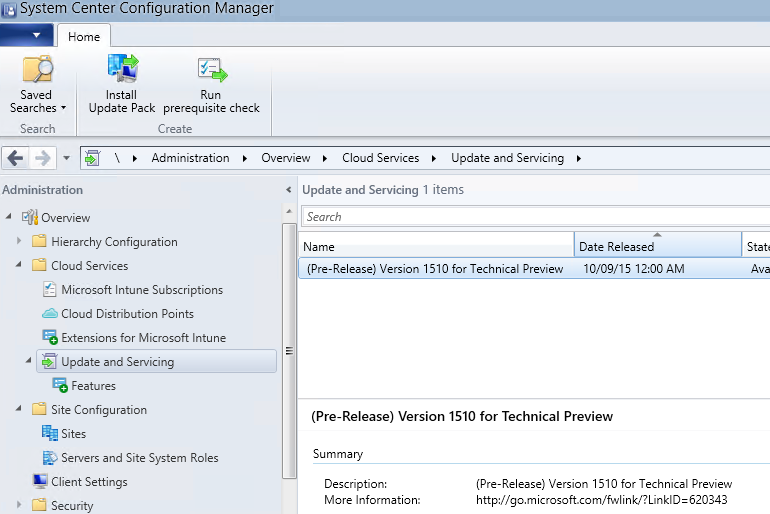 System Center Configuration Manager
Home
Saved Searches
Install Update Pack
Run prerequisite check
Search
Create
\ Administration Overview Cloud Services Update and Servicing
Administration
Overview
Hierarchy Configuration
Cloud Services
Microsoft Intune Subscriptions
Cloud Distribution Points
Extensions for Microsoft Intune
Update and Servicing
Features
Site Configuration
Sites
Servers and Site System Roles
Client Settings
Security
Update and Servicing 1 items
Search
Name Date Released State
(Pre-Release) Version 1510 for Technical Preview 10/09/15 12:00 AM Ava
(Pre-Release) Version 1510 for Technical Preview
Summary
Description: (Pre-Release) Version 1510 for Technical Preview
More Information: http://go.microsoft.com/fwlink/?LinkID=620343